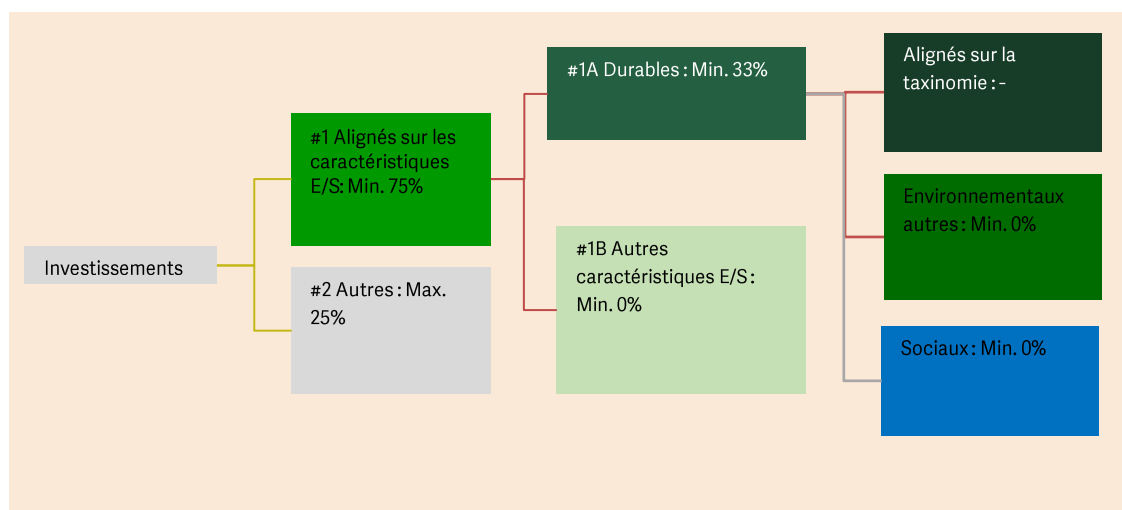 Investissements
#1 Alignés sur les
caractéristiques
E/S: Min. 75%
#2 Autres : Max.
25%
#1A Durables : Min. 33%
#1B Autres
caractéristiques E/S :
Min. 0%
Alignés sur la
taxinomie : -
Environnementaux
autres : Min. 0%
Sociaux : Min. 0%